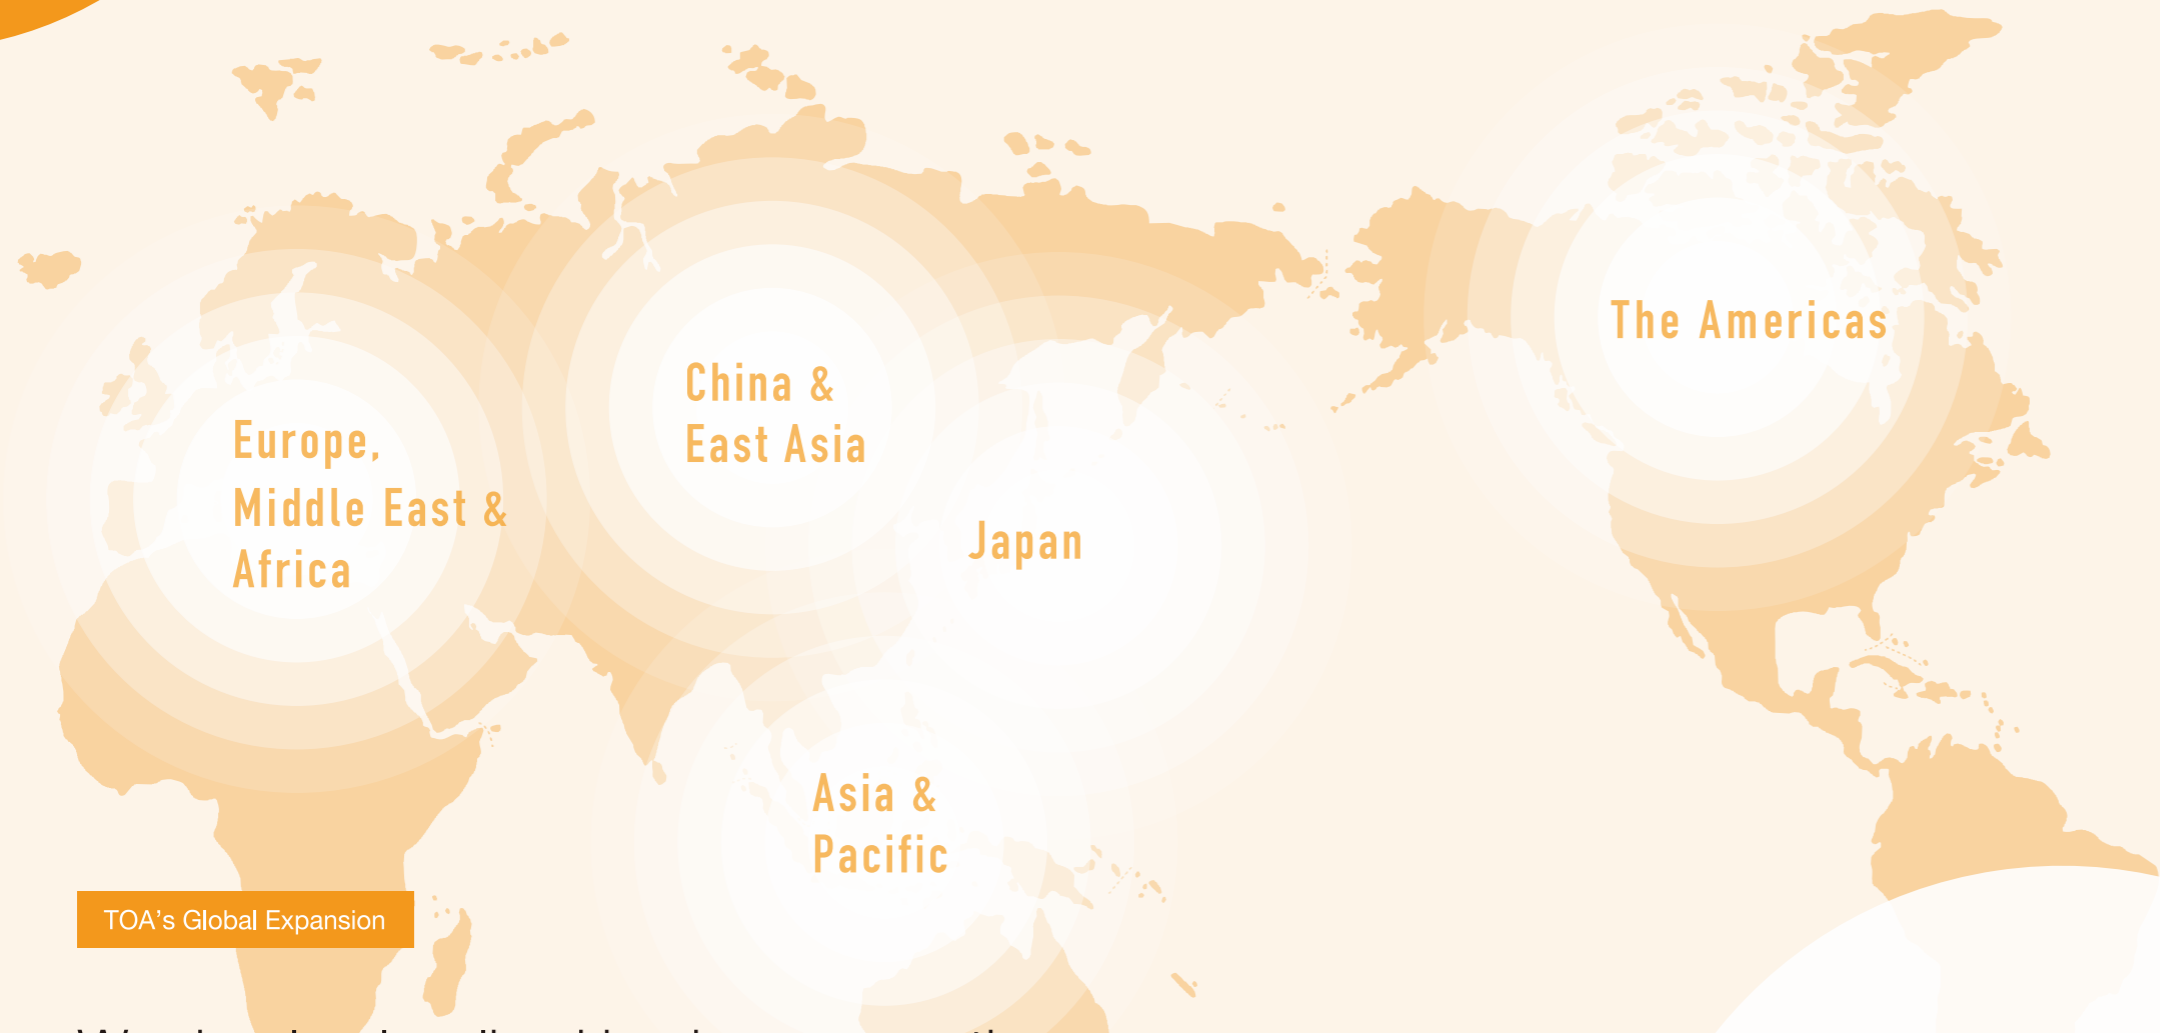 The Americas
China &
East Asia
Europe,
Middle East &
Africa
Japan
Asia &
Pacific
TOA's Global Expansion